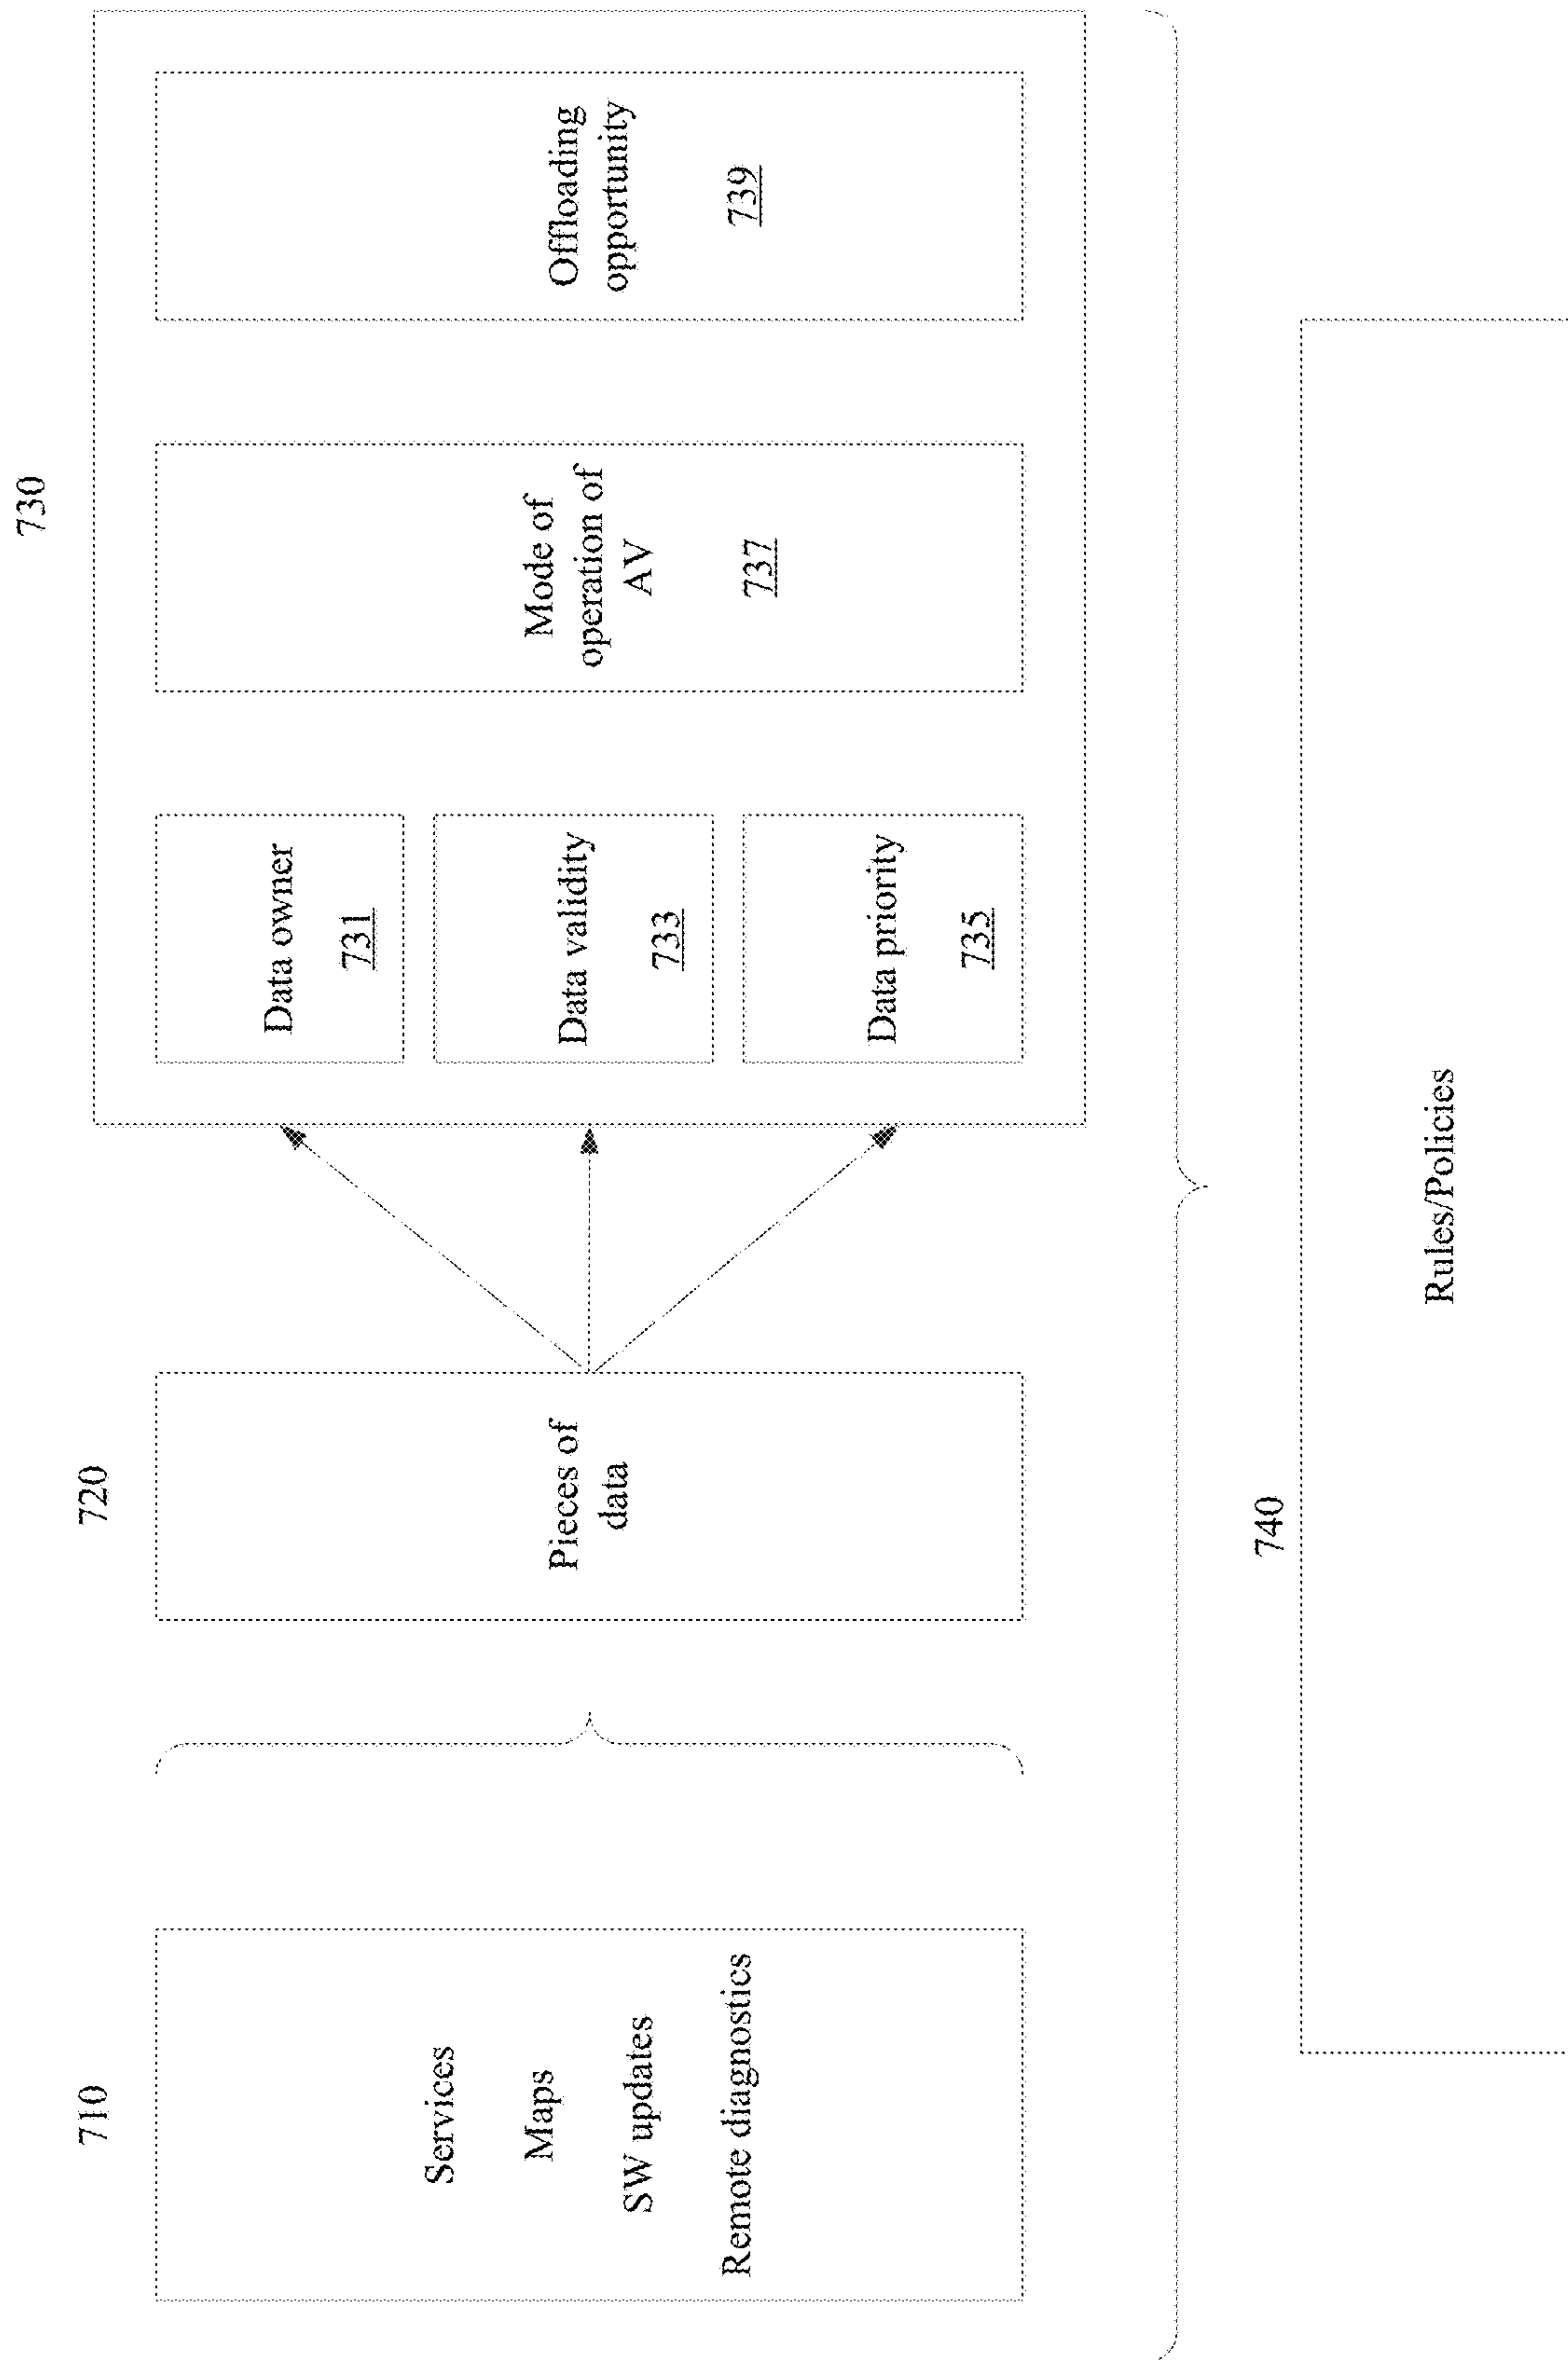 710
Services
Maps
SW updates
Remote diagnostics
720
Pieces of
data
730
Data owner
731
Data validity
733
Data priority
735
Mode of
operation of
AV
737
Offloading
opportunity
739
740
Rules/Policies